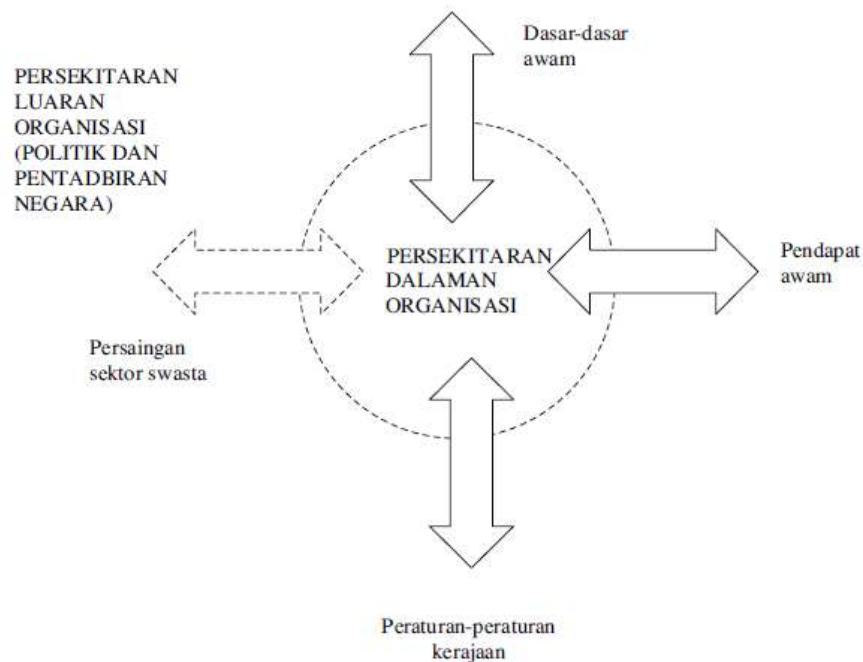 Dasar-dasar
awam
PERSEKITARAN
LUARAN
ORGANISASI
(POLITIK DAN
PENTADBIRAN
NEGARA)
PERSEKITARAN
DALAMAN
ORGANISASI
Pendapat
awam
Persaingan
sektor swasta
Peraturan-peraturan
kerajaan